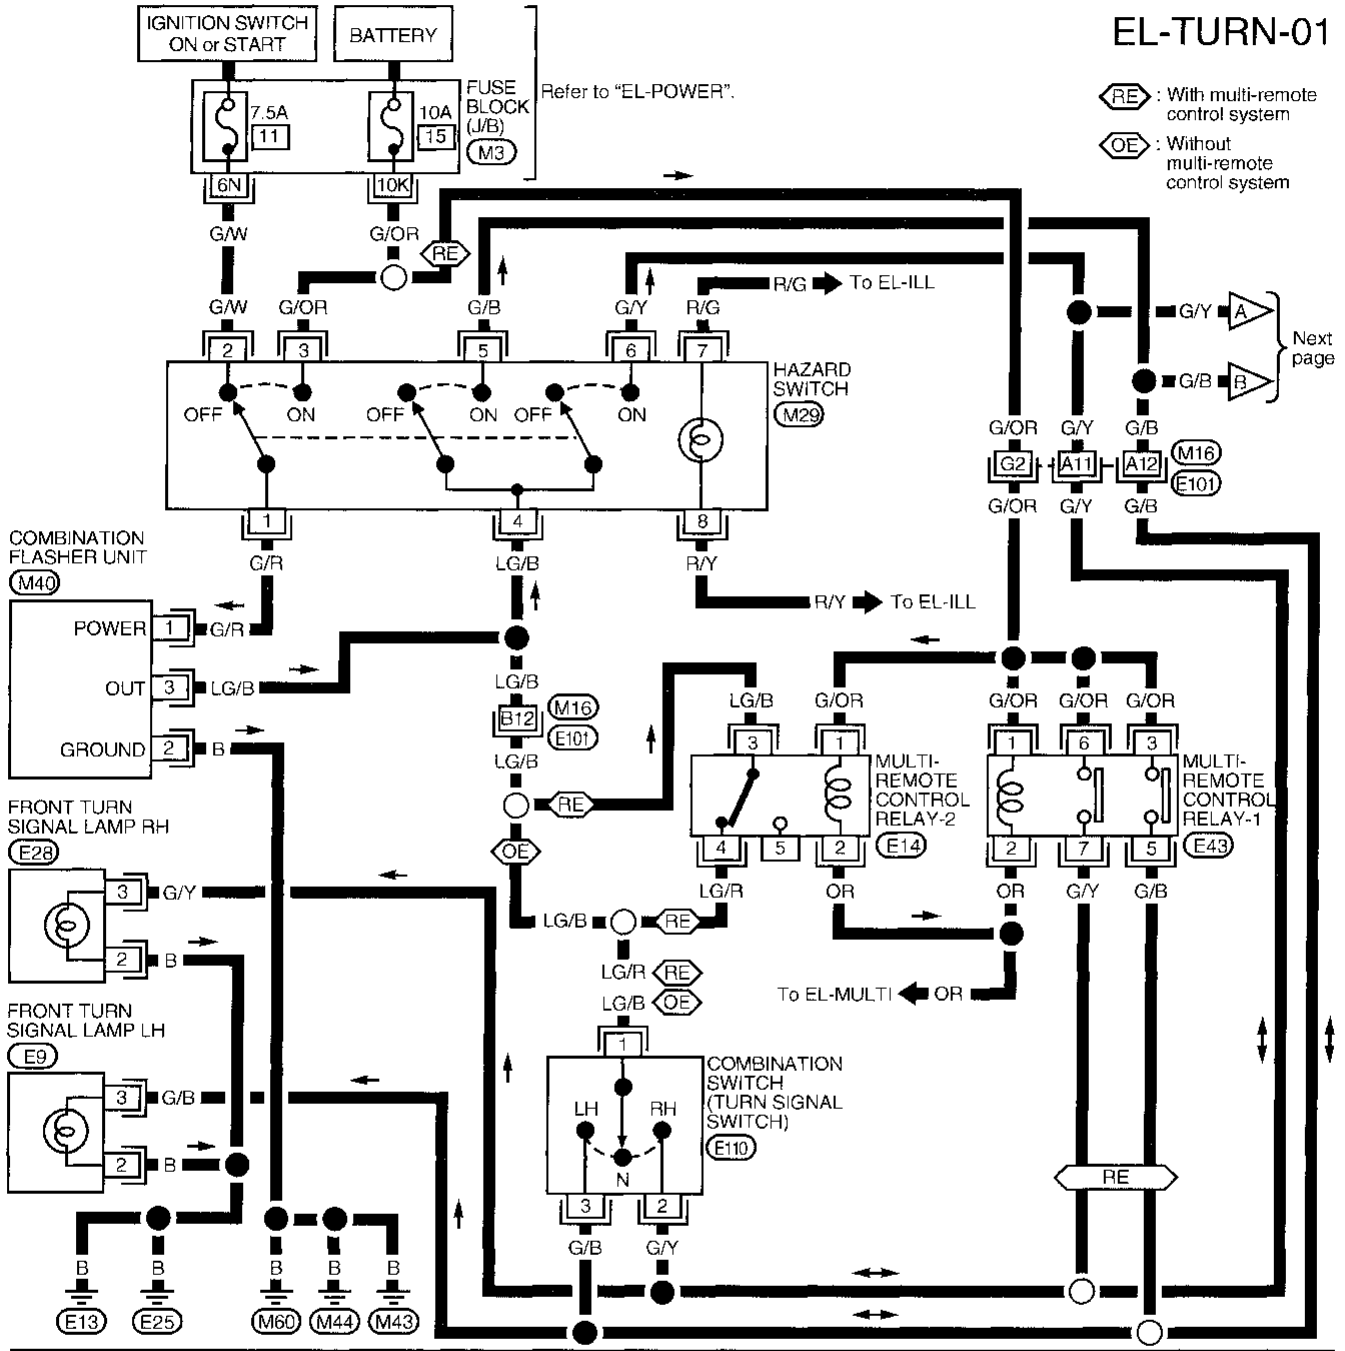 EL-TURN-01
IGNITION SWITCH
ON or START
BATTERY
FUSE
BLOCK
(J/B)
M3
Refer to "EL-POWER".
RE : With multi-remote
control system
OE : Without
multi-remote
control system
7.5A
11
10A
15
6N
10K
G/W
G/OR
RE
R/G To EL-ILL
G/W
G/OR
G/B
G/Y
R/G
G/Y A
G/B B
Next
page
2
3
5
6
7
HAZARD
SWITCH
M29
OFF
ON
OFF
ON
OFF
ON
G/OR
G/Y
G/B
G2
A11
A12
M16
E101
G/OR
G/Y
G/B
1
4
8
G/R
LG/B
R/Y
R/Y To EL-ILL
COMBINATION
FLASHER UNIT
M40
POWER 1 G/R
OUT 3 LG/B
GROUND 2 B
LG/B
B12
M16
E101
LG/B
RE
OE
LG/B
G/OR
G/OR
G/OR
G/OR
3
1
1
6
3
MULTI-
REMOTE
CONTROL
RELAY-2
E14
MULTI-
REMOTE
CONTROL
RELAY-1
E43
4
5
2
2
7
5
LG/R
OR
OR
G/Y
G/B
FRONT TURN
SIGNAL LAMP RH
E28
3 G/Y
2 B
LG/B
RE
LG/R RE
LG/B OE
To EL-MULTI OR
FRONT TURN
SIGNAL LAMP LH
E9
3 G/B
2 B
1
COMBINATION
SWITCH
(TURN SIGNAL
SWITCH)
E110
LH
RH
N
3
2
G/B
G/Y
RE
B
B
B
B
B
E13
E25
M60
M44
M43